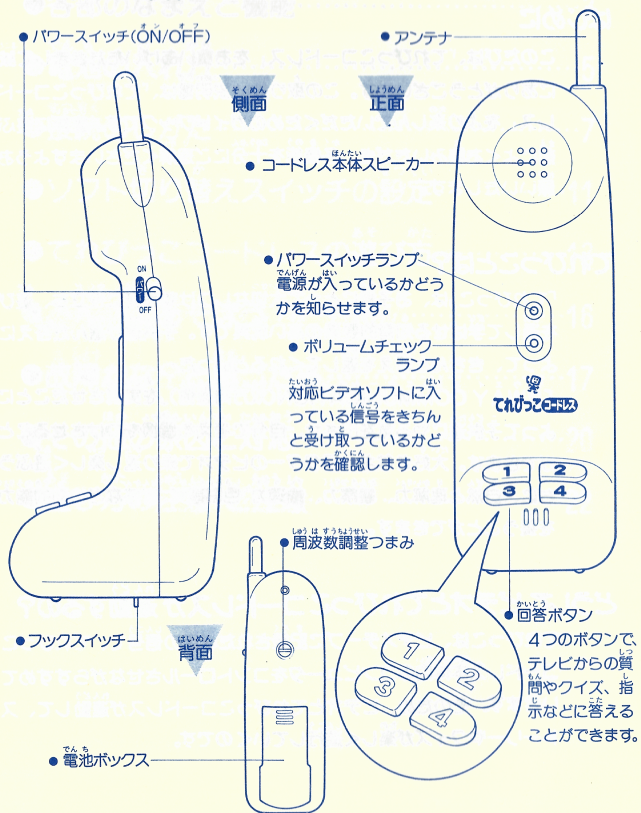 パワースイッチ(ON/OFF)
アンテナ
側面
正面
コードレス本体スピーカー
パワースイッチランプ
電源が入っているかどう
かを知らせます。
ON
パワー
OFF
ボリュームチェック
ランプ
対応ビデオソフトに入
っている信号をきちん
と受け取っているかど
うかを確認します。
てれびっこコードレス
1 2
3 4
周波数調整つまみ
フックスイッチ
背面
電池ボックス
1
2
3
4
回答ボタン
4つのボタンで、
テレビからの質
問やクイズ、指
示などに答える
ことができます。